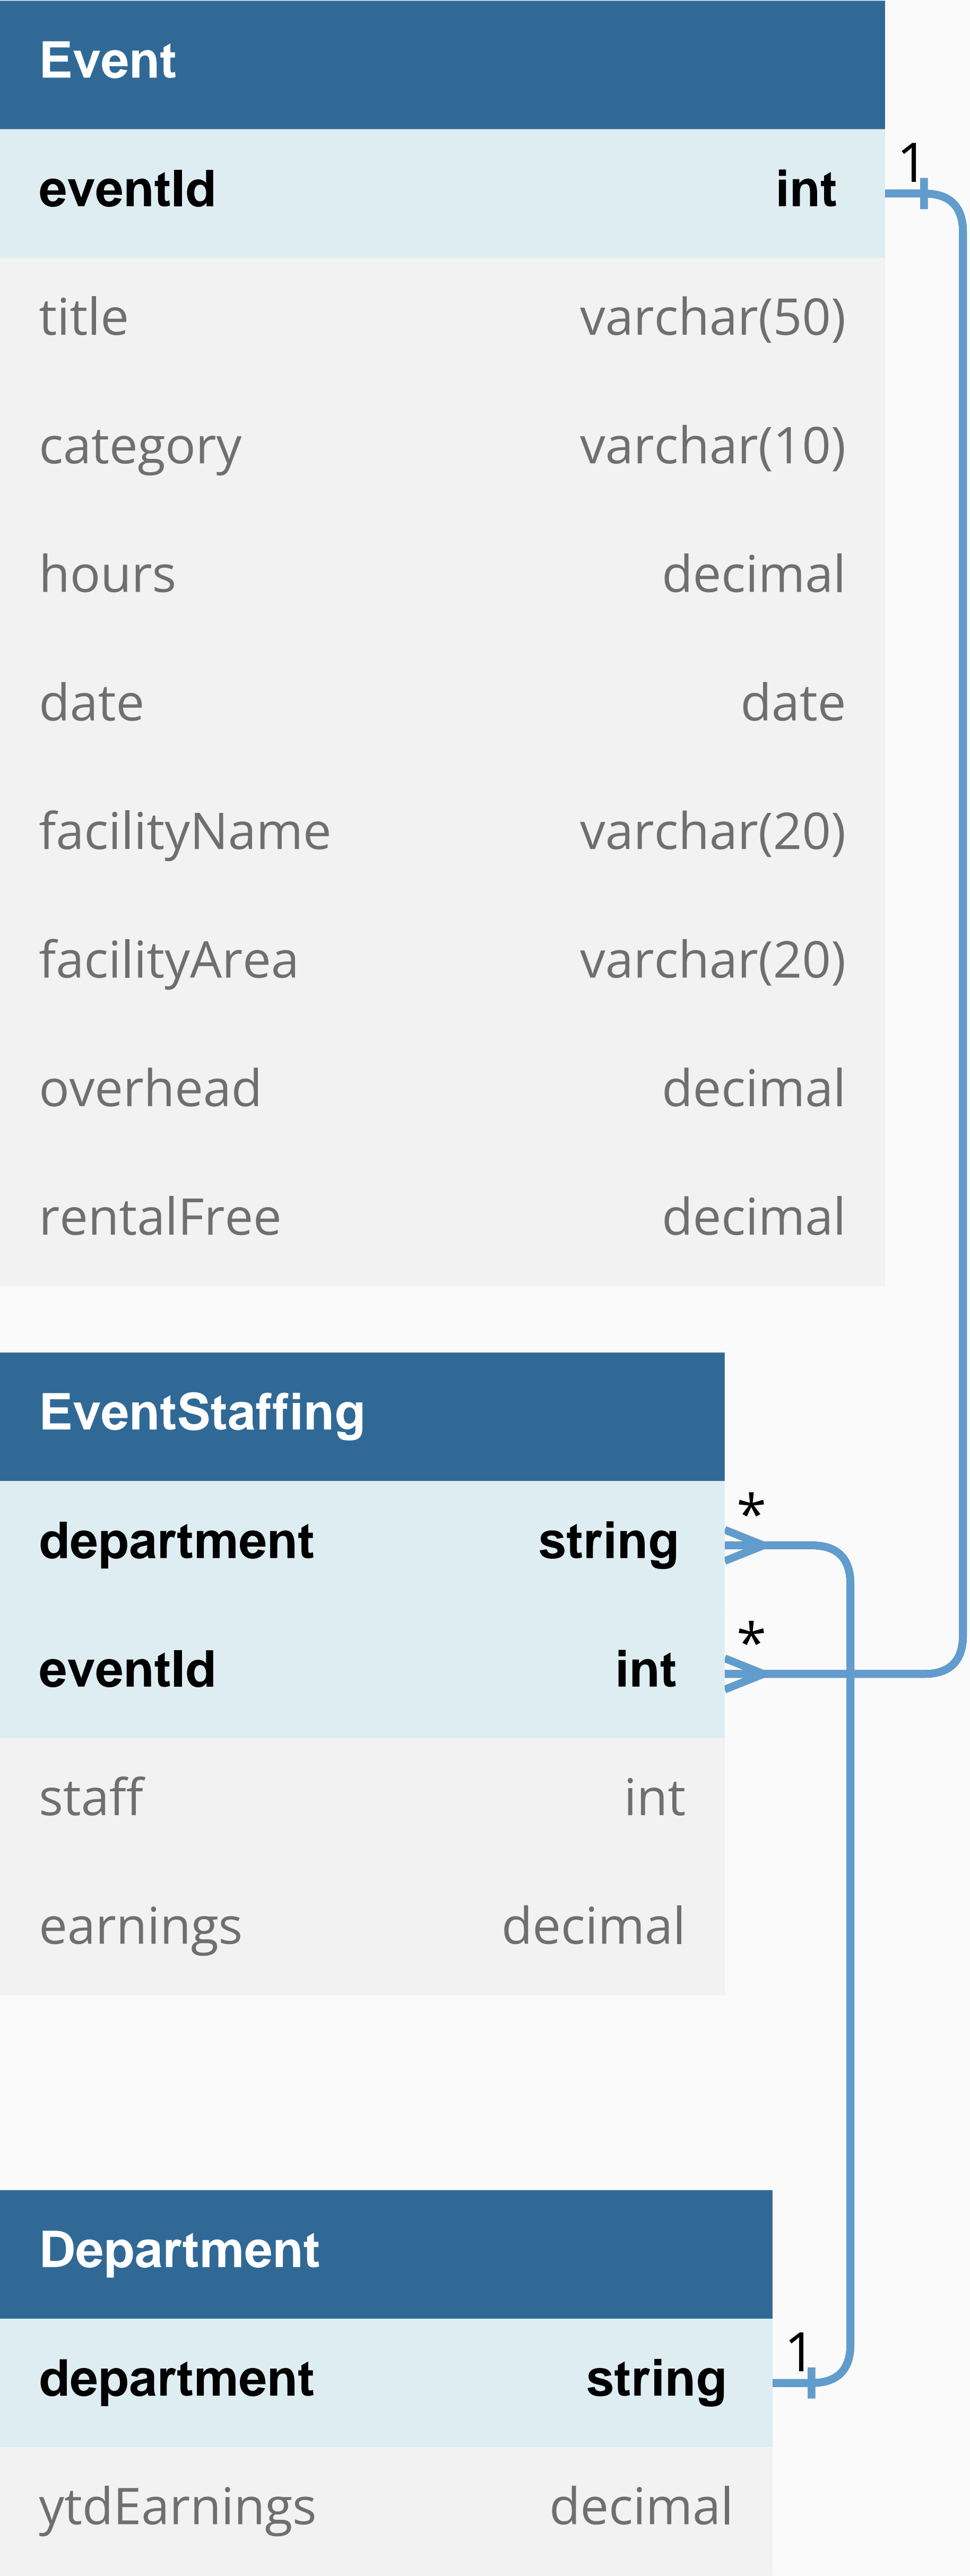 Event
eventId int 1
title varchar(50)
category varchar(10)
hours decimal
date date
facilityName varchar(20)
facilityArea varchar(20)
overhead decimal
rentalFree decimal
EventStaffing
department string *
eventId int *
staff int
earnings decimal
Department
department string 1
ytdEarnings decimal